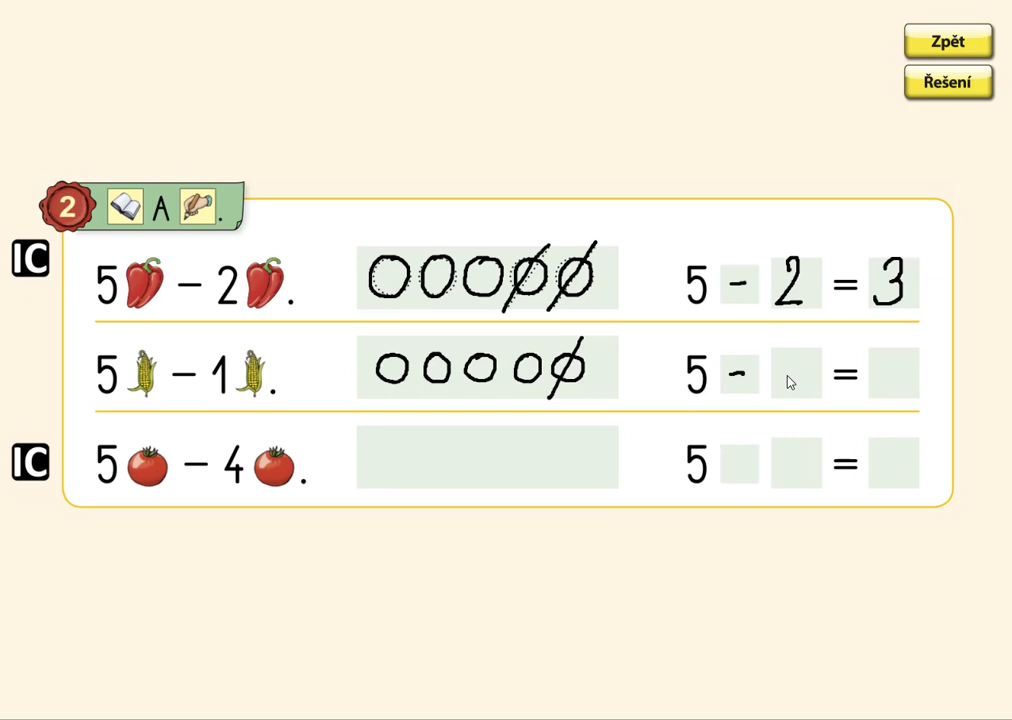 Zpět
Řešení
2 A .
IC
5 - 2 . 5 - 2 = 3
5 - 1 . 5 - =
IC
5 - 4 . 5 =